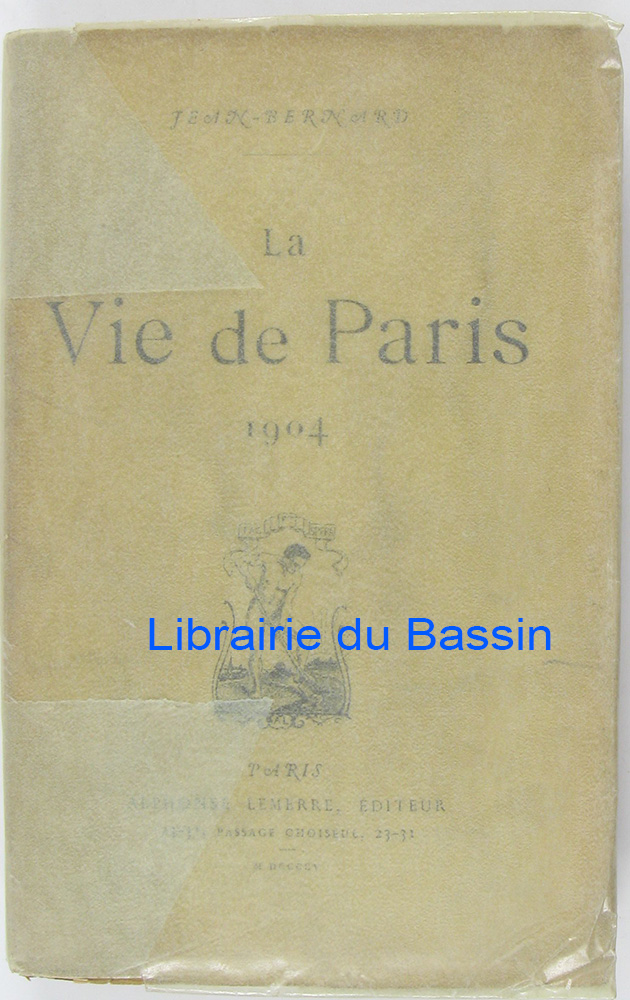 JEAN-BERNARD
La
Vie de Paris
1904
Librairie du Bassin
PARIS
ALPHONSE LEMERRE, ÉDITEUR
23-31, PASSAGE CHOISEUL, 23-31